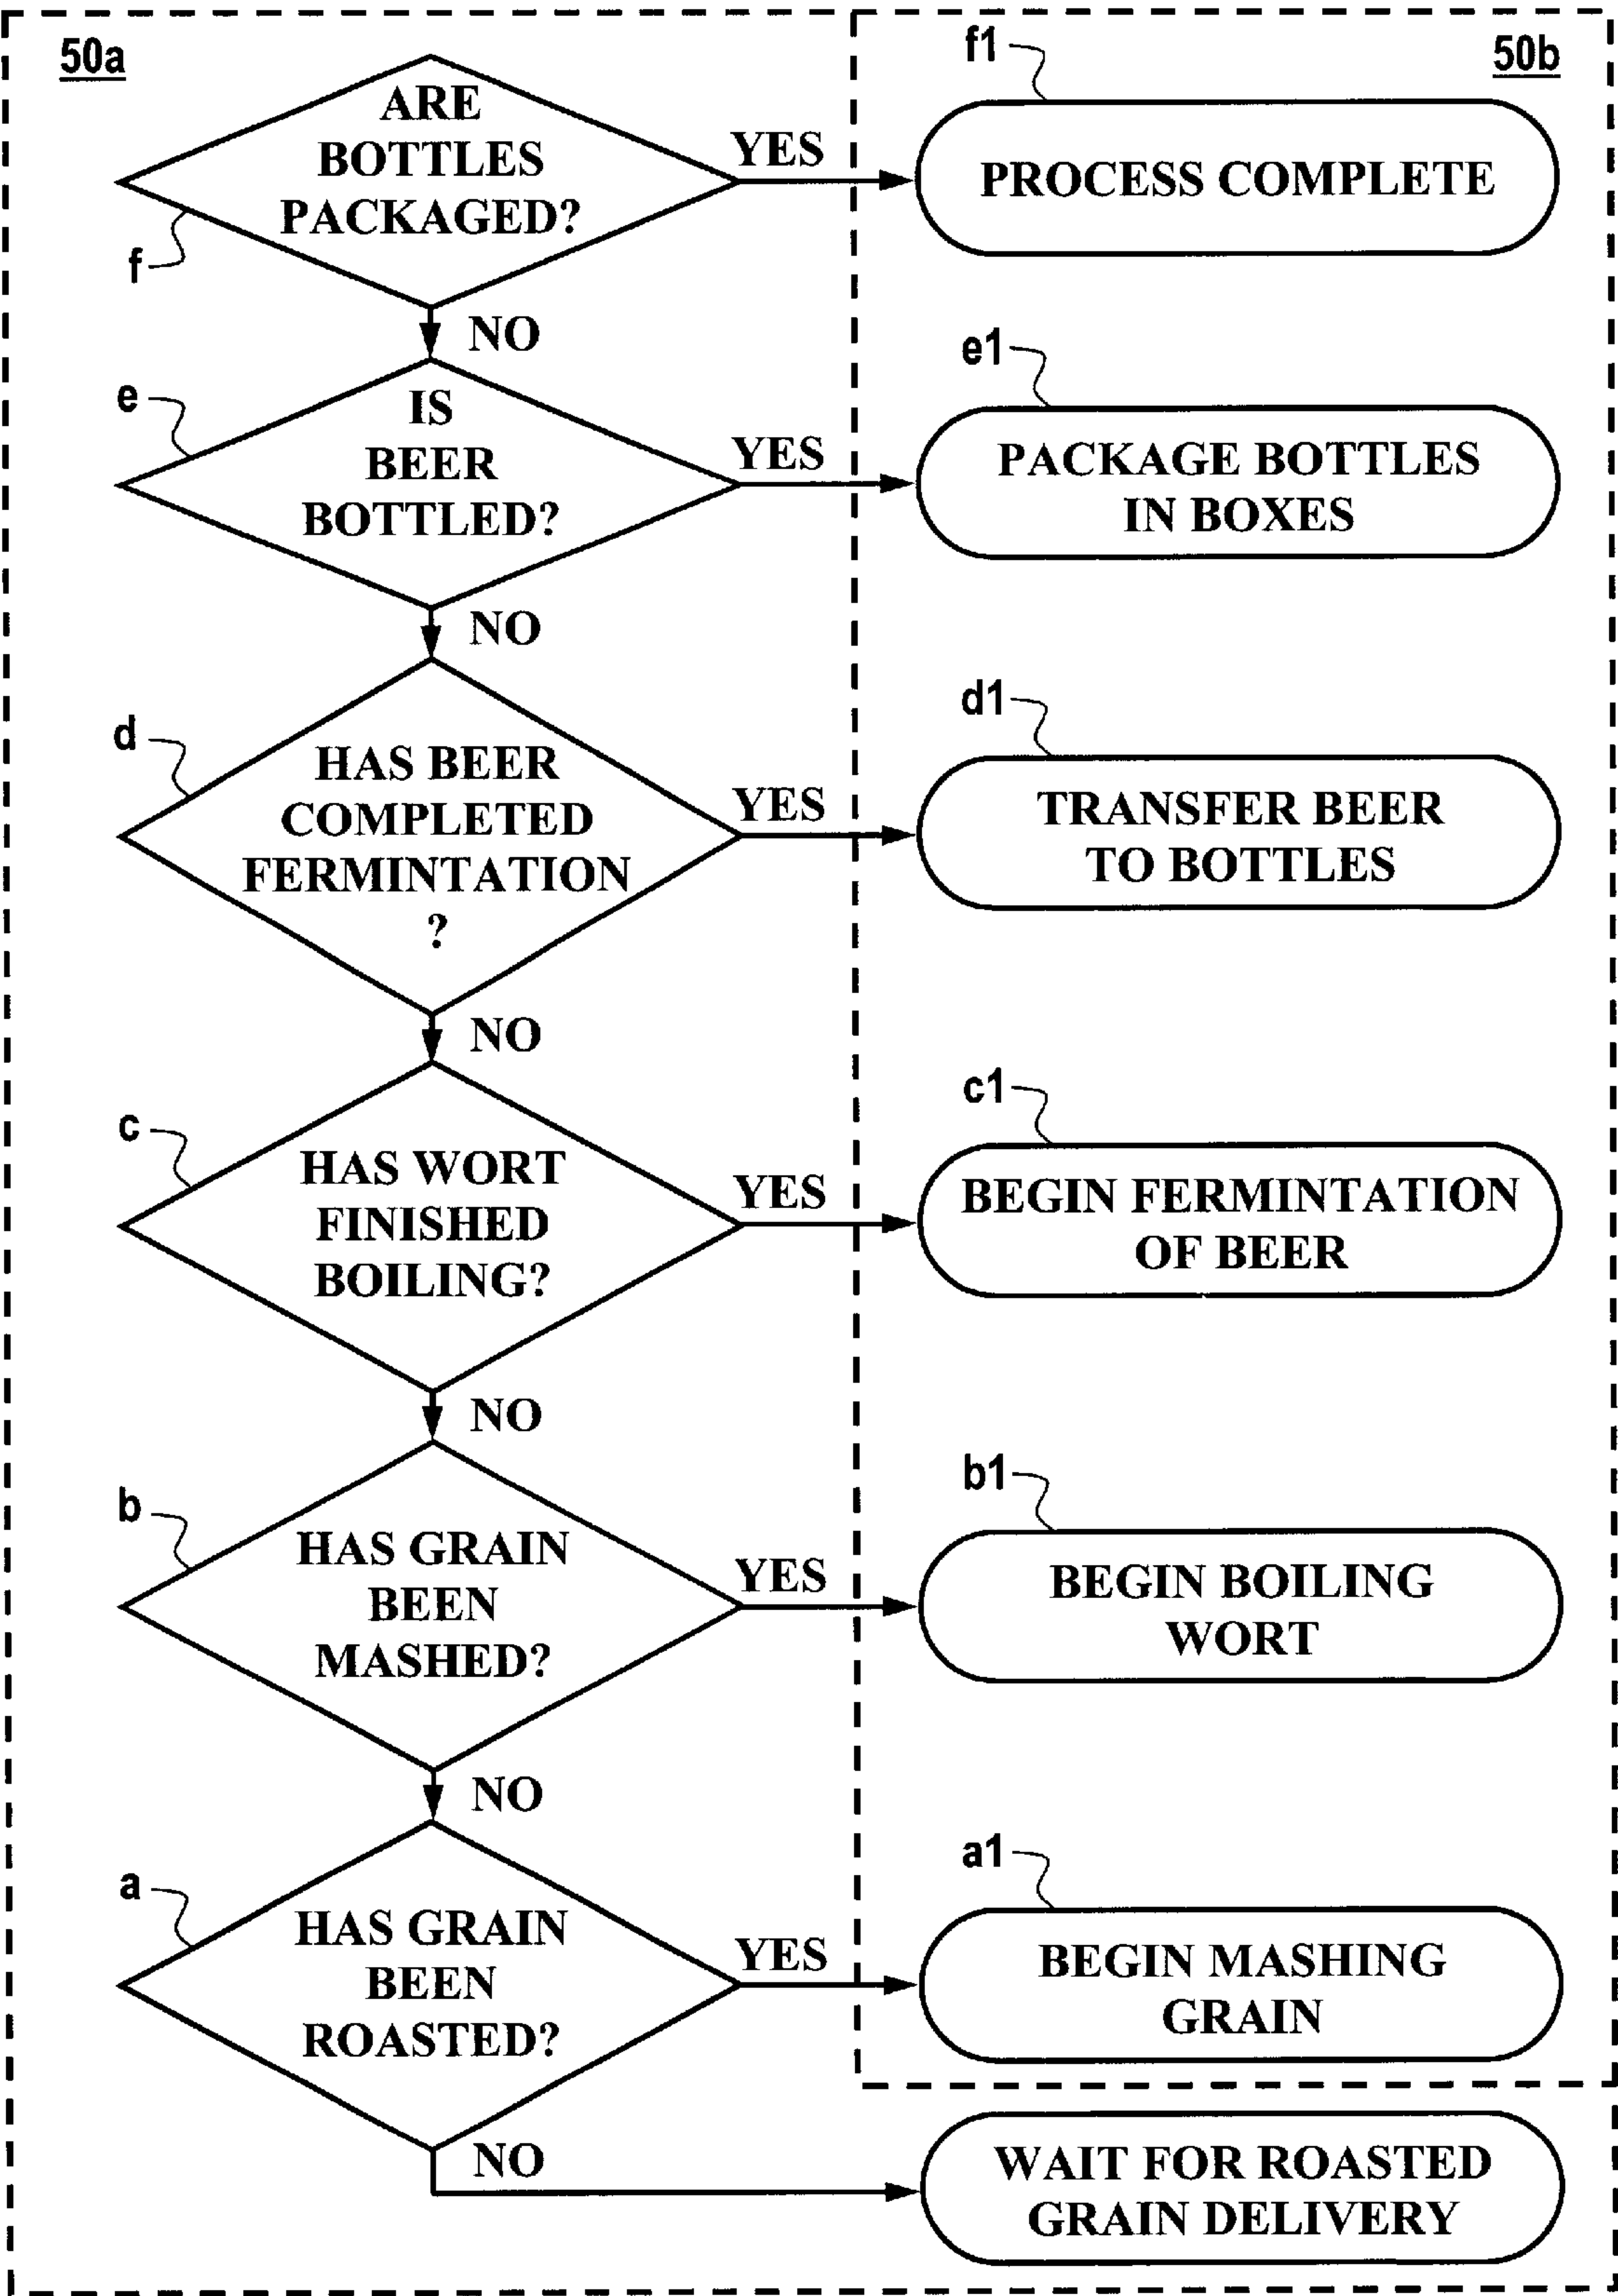 50a
50b
f1
ARE
BOTTLES
PACKAGED?
YES
PROCESS COMPLETE
f
NO
e1
e
IS
BEER
BOTTLED?
YES
PACKAGE BOTTLES
IN BOXES
NO
d1
d
HAS BEER
COMPLETED
FERMINTATION
?
YES
TRANSFER BEER
TO BOTTLES
NO
c1
c
HAS WORT
FINISHED
BOILING?
YES
BEGIN FERMINTATION
OF BEER
NO
b1
b
HAS GRAIN
BEEN
MASHED?
YES
BEGIN BOILING
WORT
NO
a1
a
HAS GRAIN
BEEN
ROASTED?
YES
BEGIN MASHING
GRAIN
NO
WAIT FOR ROASTED
GRAIN DELIVERY